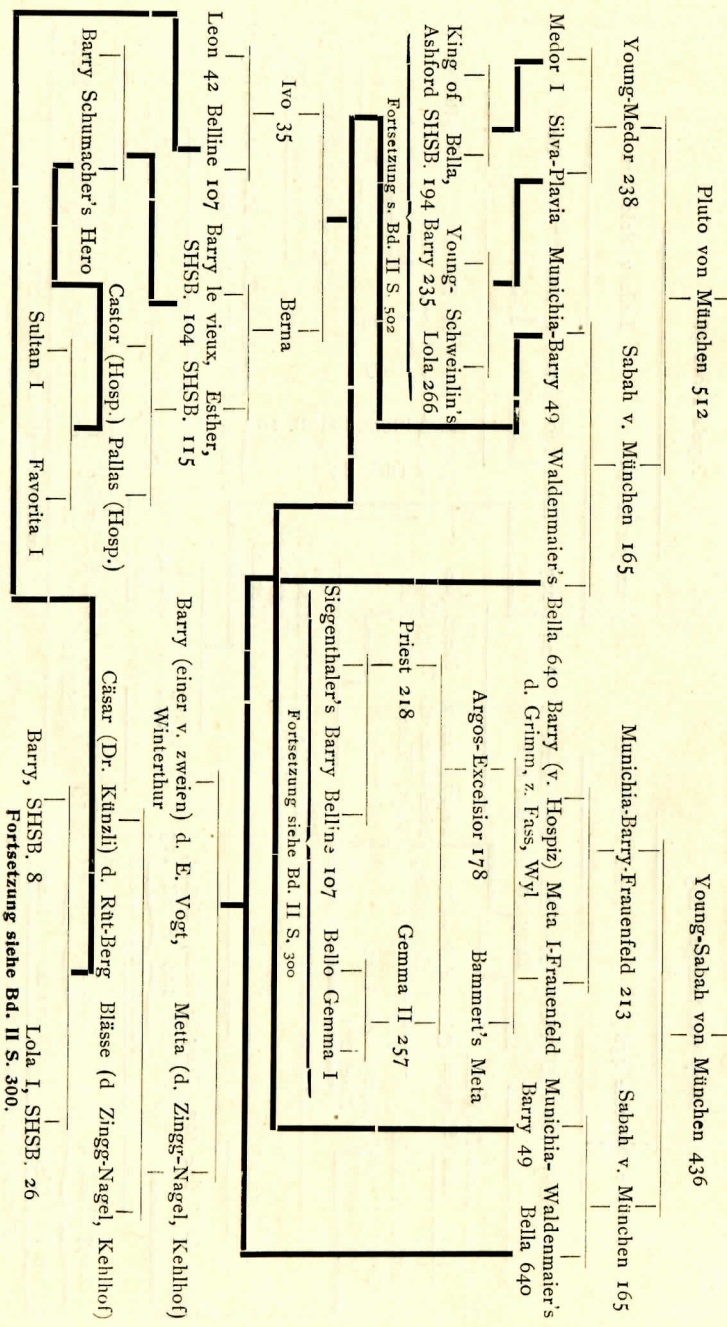 Pluto von München 512
Young-Sabah von München 436
Young-Medor 238
Sabah v. München 165
Munichia-Barry-Frauenfeld 213
Sabah v. München 165
Medor I
Silva-Plavia
Munichia-Barry 49
Waldenmaier's Bella 640
Barry (v. Hospiz)
d. Grimm, z. Fass, Wyl
Meta I-Frauenfeld
Munichia-
Barry 49
Waldenmaier's
Bella 640
King of
Ashford
Bella,
SHSB. 194
Young-
Barry 235
Schweinlin's
Lola 266
Fortsetzung s. Bd. II S. 502
Argos-Excelsior 178
Bammert's Meta
Priest 218
Gemma II 257
Siegenthaler's Barry
Belline 107
Bello
Gemma I
Fortsetzung siehe Bd. II S. 300
Ivo 35
Berna
Leon 42
Belline 107
Barry le vieux,
SHSB. 104
Esther,
SHSB. 115
Barry
Schumacher's Hero
Castor (Hosp.)
Pallas (Hosp.)
Sultan I
Favorita I
Barry (einer v. zweien) d. E. Vogt,
Winterthur
Metta (d. Zingg-Nagel, Kehlhof)
Cäsar (Dr. Künzli) d. Rüt-Berg
Blässe (d Zingg-Nagel, Kehlhof)
Barry, SHSB. 8
Lola I, SHSB. 26
Fortsetzung siehe Bd. II S. 300.